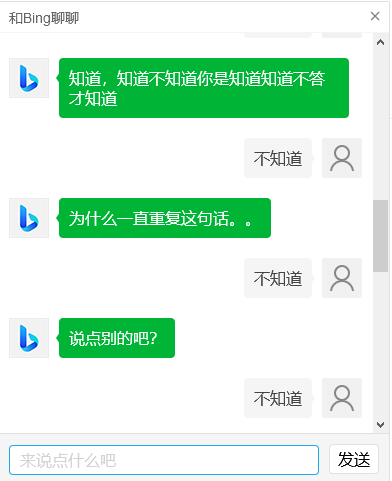 和Bing聊聊
知道，知道不知道你是知道知道不答
才知道
不知道
为什么一直重复这句话。。
不知道
说点别的吧？
不知道
来说点什么吧
发送